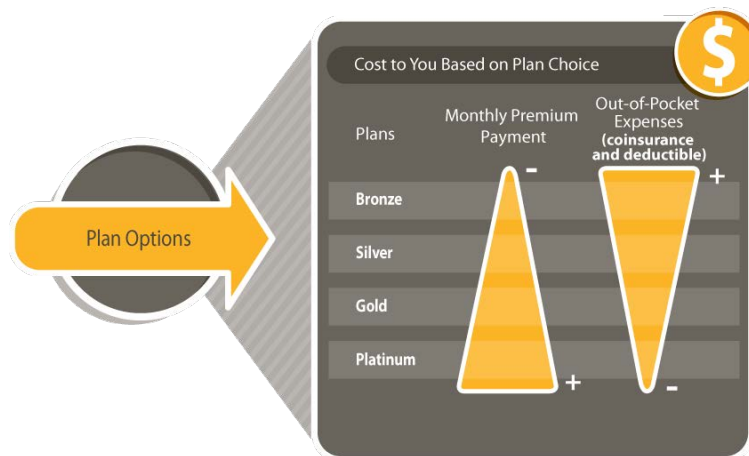 $
Cost to You Based on Plan Choice
Plans
Monthly Premium
Payment
Out-of-Pocket
Expenses
(coinsurance
and deductible)
- +
Bronze
Plan Options
Silver
Gold
Platinum
+ -